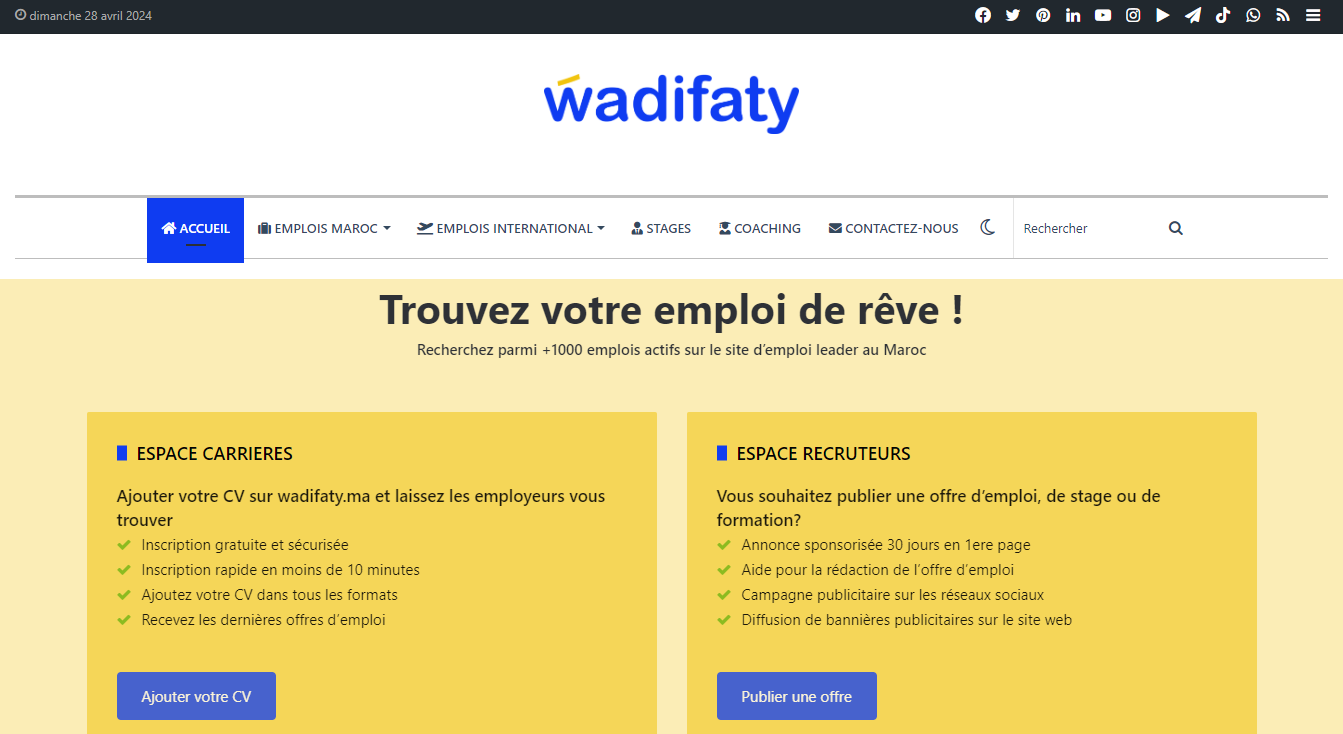 dimanche 28 avril 2024
wadifaty
ACCUEIL EMPLOIS MAROC EMPLOIS INTERNATIONAL STAGES COACHING CONTACTEZ-NOUS Rechercher
Trouvez votre emploi de rêve !
Recherchez parmi +1000 emplois actifs sur le site d’emploi leader au Maroc
ESPACE CARRIERES
Ajouter votre CV sur wadifaty.ma et laissez les employeurs vous
trouver
Inscription gratuite et sécurisée
Inscription rapide en moins de 10 minutes
Ajoutez votre CV dans tous les formats
Recevez les dernières offres d’emploi
Ajouter votre CV
ESPACE RECRUTEURS
Vous souhaitez publier une offre d’emploi, de stage ou de
formation?
Annonce sponsorisée 30 jours en 1ere page
Aide pour la rédaction de l’offre d’emploi
Campagne publicitaire sur les réseaux sociaux
Diffusion de bannières publicitaires sur le site web
Publier une offre